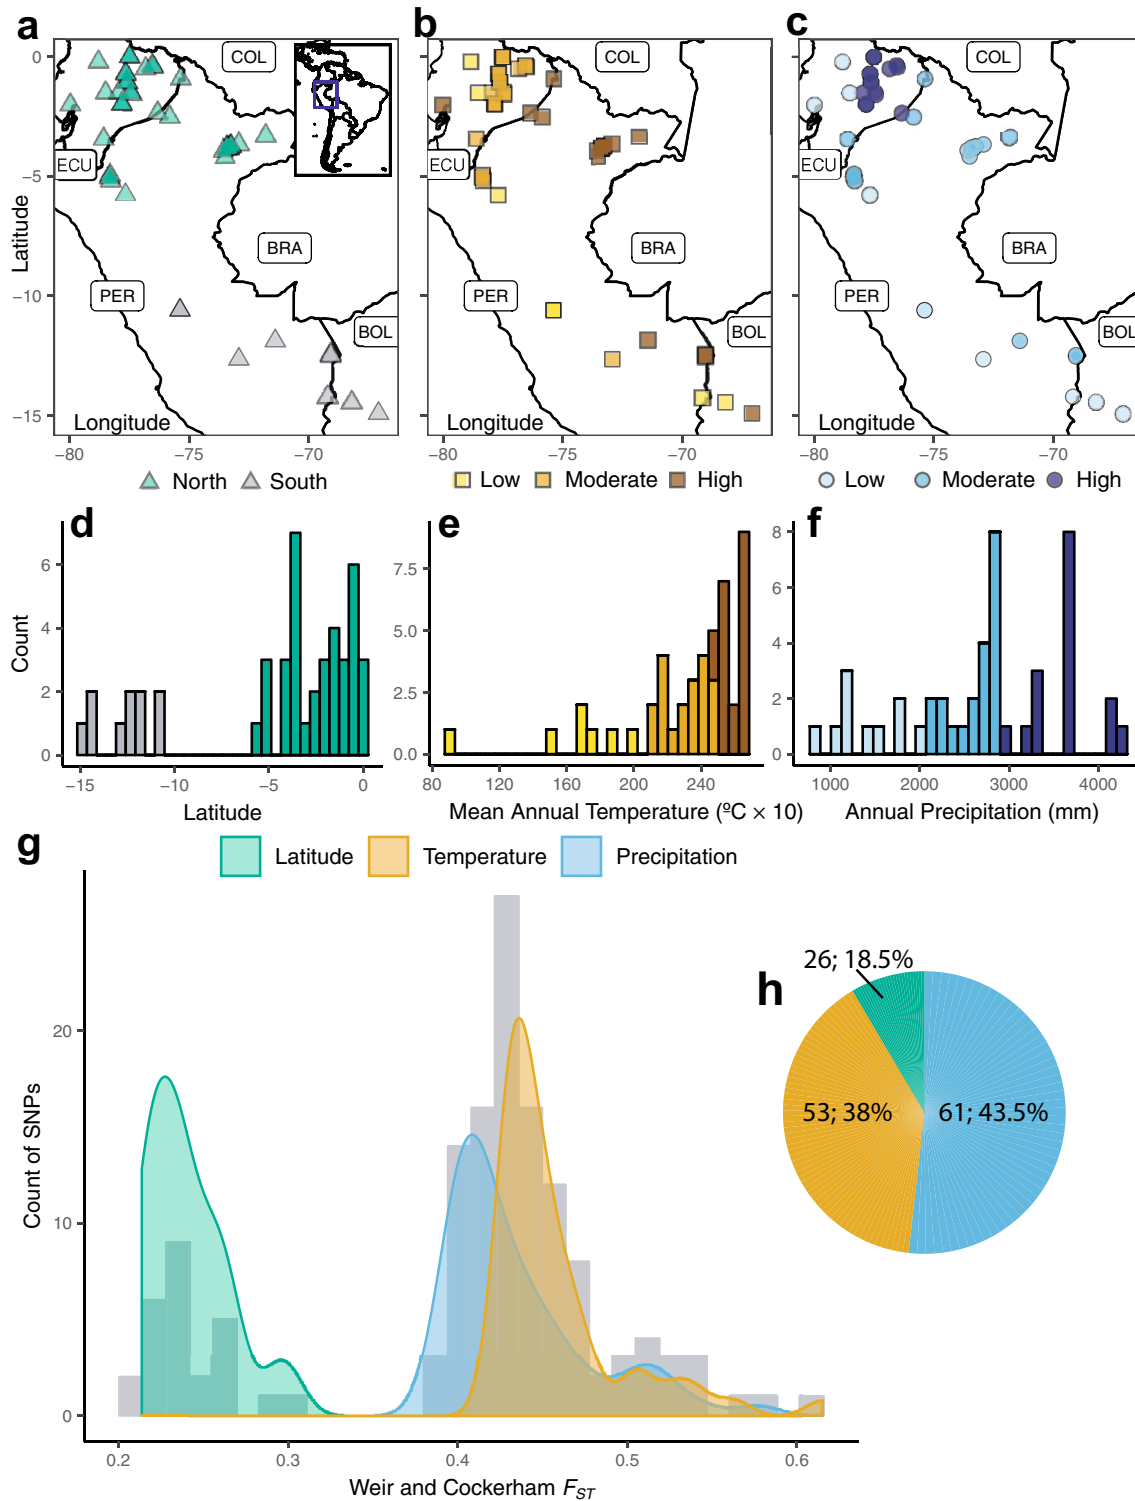 a
b
c
COL
COL
COL
ECU
ECU
ECU
BRA
BRA
BRA
PER
PER
PER
BOL
BOL
BOL
0
−5
−10
−15
Latitude
Longitude
Longitude
Longitude
−80
−75
−70
−80
−75
−70
−80
−75
−70
North
South
Low
Moderate
High
Low
Moderate
High
d
e
f
6
4
2
0
Count
−15
−10
−5
0
Latitude
7.5
5.0
2.5
0.0
80
120
160
200
240
Mean Annual Temperature (ºC × 10)
8
6
4
2
0
1000
2000
3000
4000
Annual Precipitation (mm)
g
Latitude
Temperature
Precipitation
20
10
0
Count of SNPs
0.2
0.3
0.4
0.5
0.6
Weir and Cockerham FST
h
26; 18.5%
53; 38%
61; 43.5%